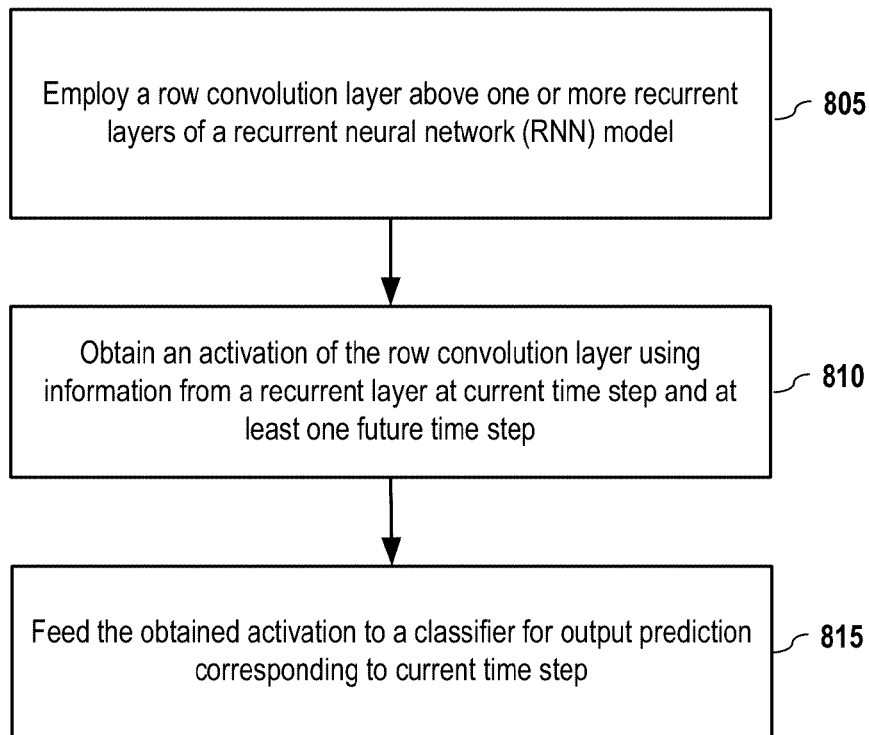 Employ a row convolution layer above one or more recurrent
layers of a recurrent neural network (RNN) model
805
Obtain an activation of the row convolution layer using
information from a recurrent layer at current time step and at
least one future time step
810
Feed the obtained activation to a classifier for output prediction
corresponding to current time step
815